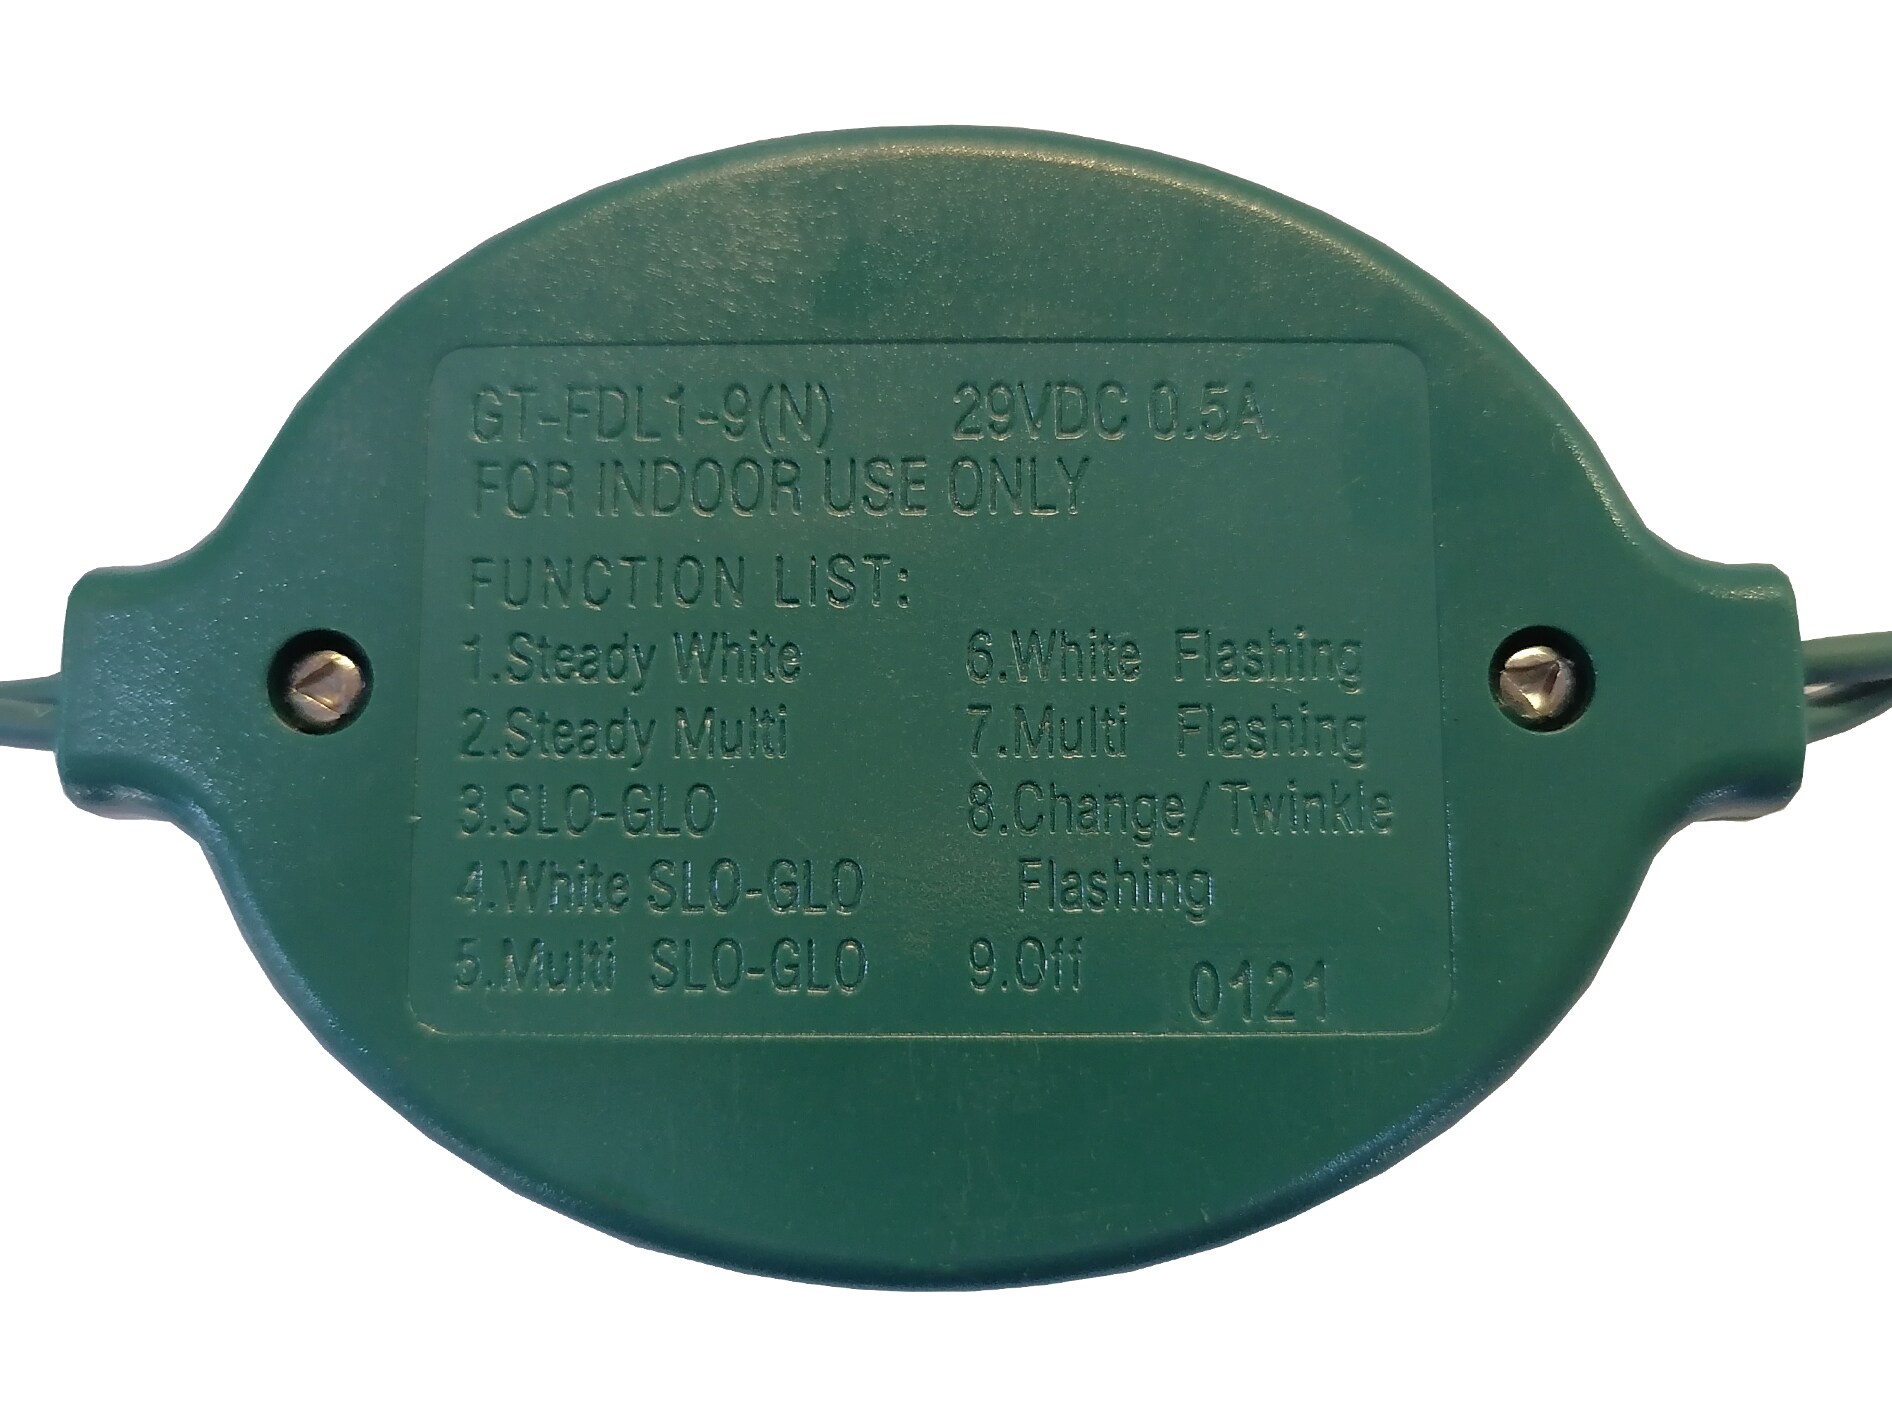 GT-FDL1-9(N) 29VDC 0.5A
FOR INDOOR USE ONLY
FUNCTION LIST:
1.Steady White
2.Steady Multi
3.SLO-GLO
4.White SLO-GLO
5.Multi SLO-GLO
6.White Flashing
7.Multi Flashing
8.Change/Twinkle
Flashing
9.Off
0121